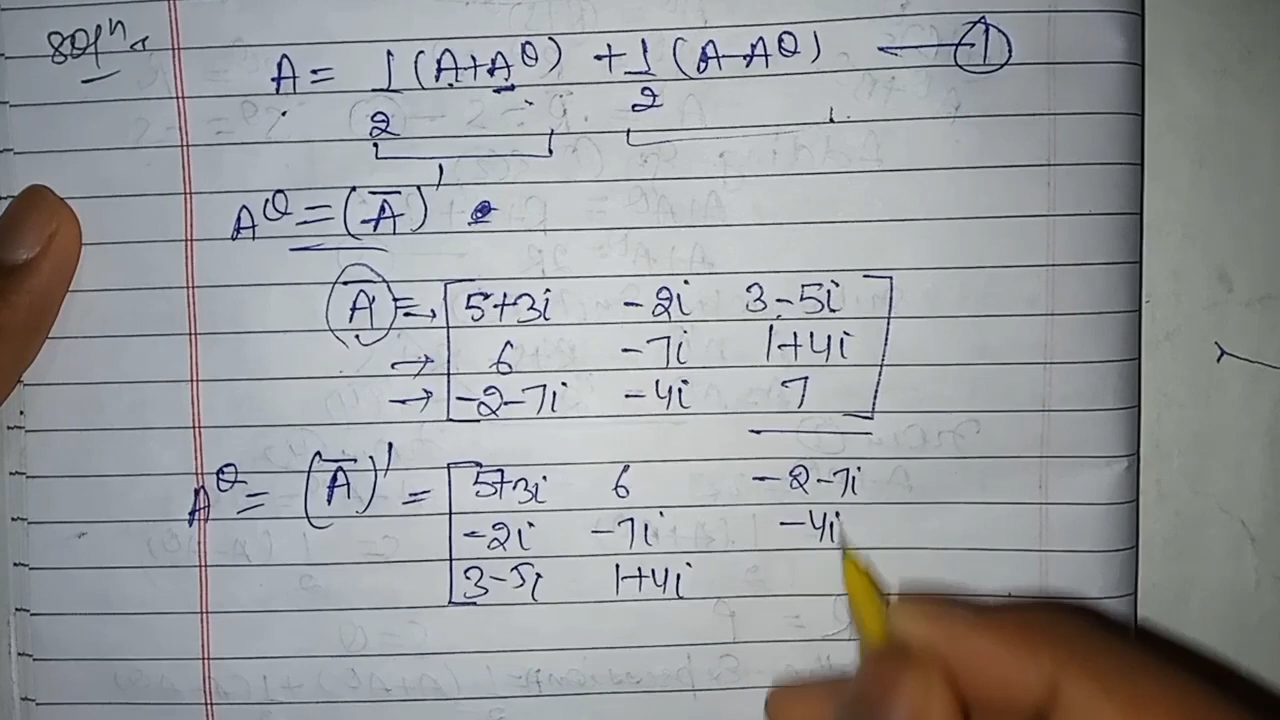 Solⁿ
A = 1/2 (A+A^θ) + 1/2 (A-A^θ) ← ①
A^θ = (Ā)'
Ā = [5+3i -2i 3-5i
→ 6 -7i 1+4i
→ -2-7i -4i 7]
A^θ = (Ā)' = [5+3i 6 -2-7i
-2i -7i -4i
3-5i 1+4i